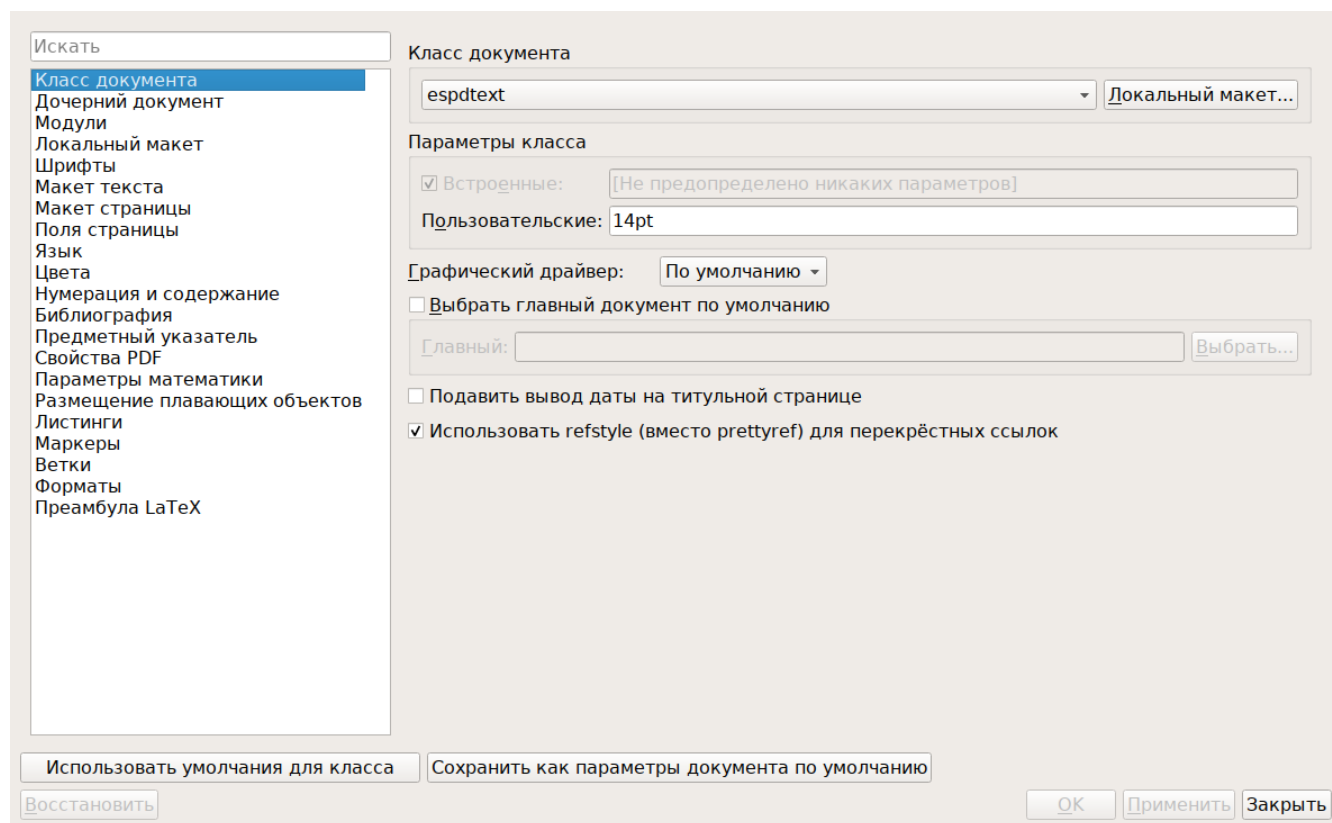 Искать
Класс документа
Дочерний документ
Модули
Локальный макет
Шрифты
Макет текста
Макет страницы
Поля страницы
Язык
Цвета
Нумерация и содержание
Библиография
Предметный указатель
Свойства PDF
Параметры математики
Размещение плавающих объектов
Листинги
Маркеры
Ветки
Форматы
Преамбула LaTeX
Класс документа
espdtext
Локальный макет...
Параметры класса
Встроенные: [Не предопределено никаких параметров]
Пользовательские: 14pt
Графический драйвер: По умолчанию
Выбрать главный документ по умолчанию
Главный: Выбрать...
Подавить вывод даты на титульной странице
Использовать refstyle (вместо prettyref) для перекрёстных ссылок
Использовать умолчания для класса Сохранить как параметры документа по умолчанию
Восстановить OK Применить Закрыть